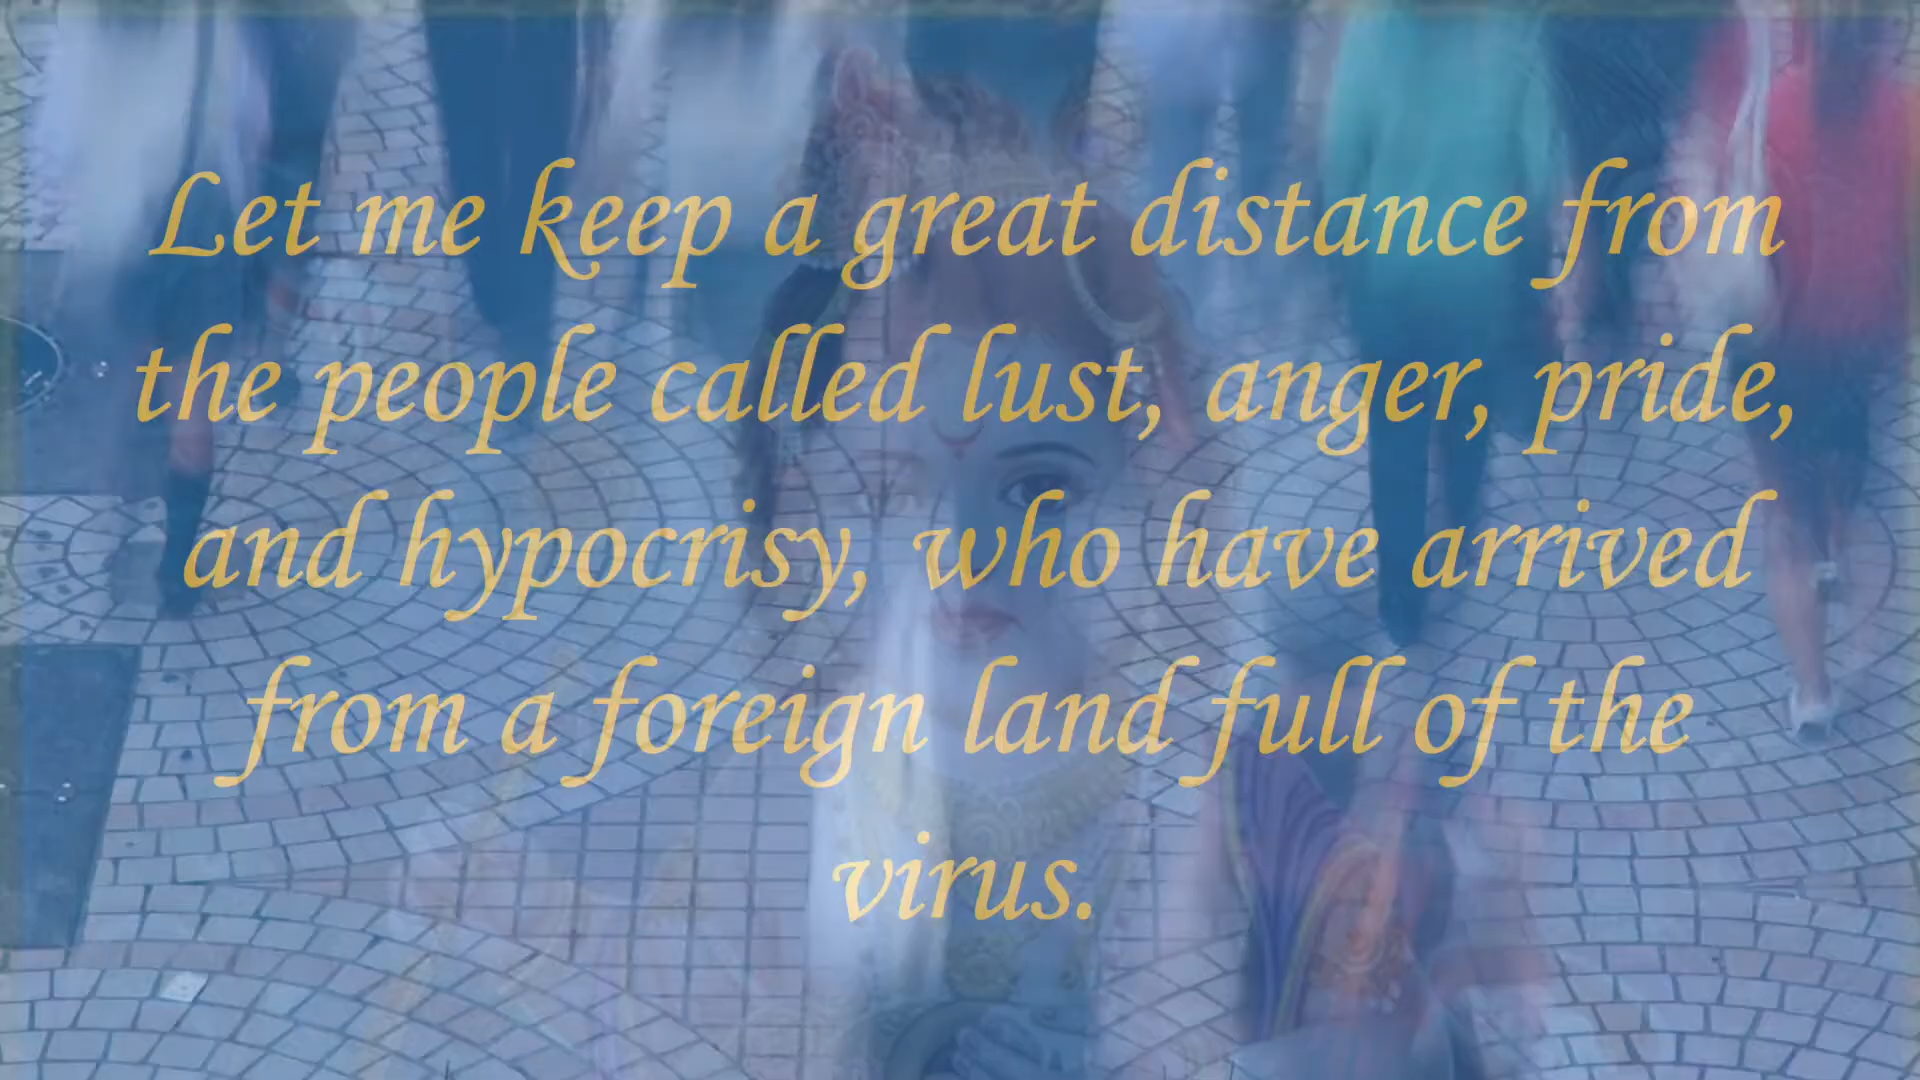 Let me keep a great distance from
the people called lust, anger, pride,
and hypocrisy, who have arrived
from a foreign land full of the
virus.